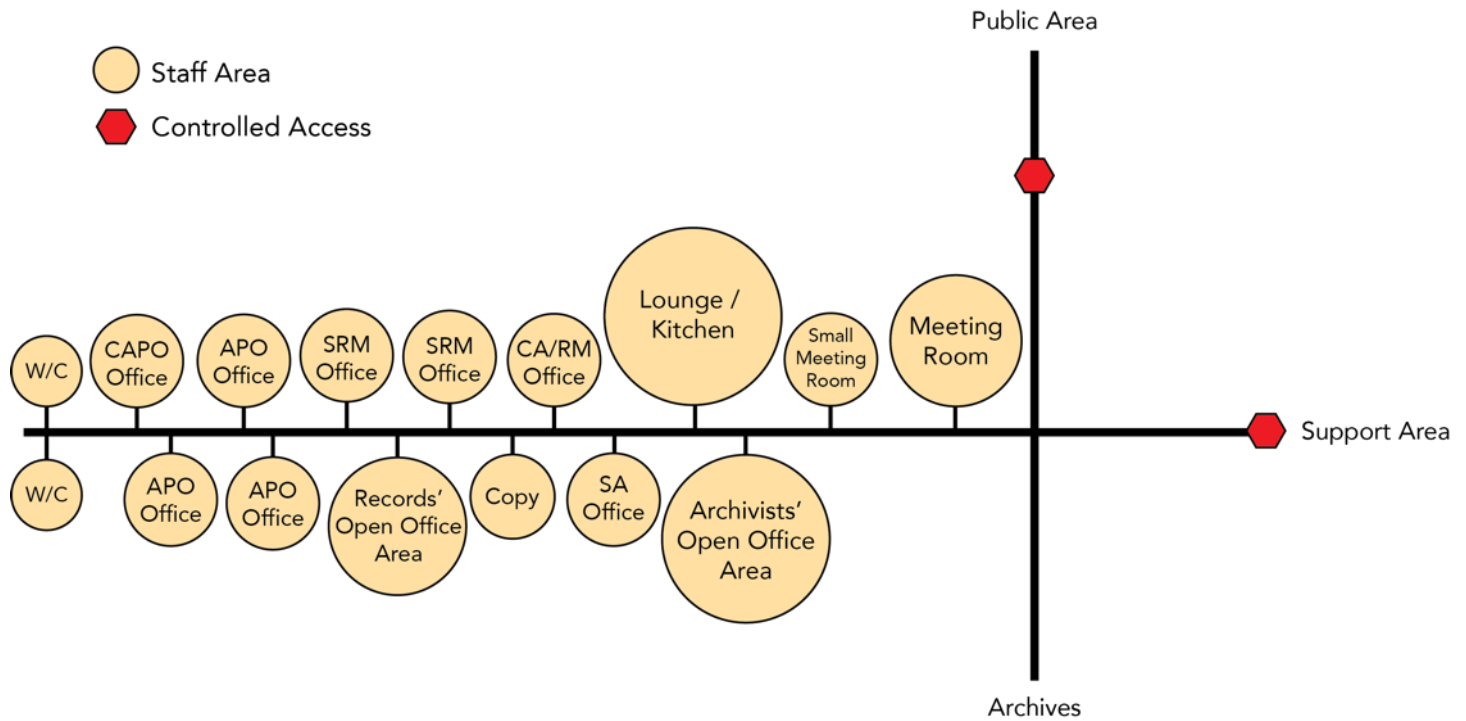 Public Area
Staff Area
Controlled Access
Lounge /
Kitchen
Small
Meeting
Room
Meeting
Room
W/C
CAPO
Office
APO
Office
SRM
Office
SRM
Office
CA/RM
Office
Support Area
W/C
APO
Office
APO
Office
Records’
Open Office
Area
Copy
SA
Office
Archivists’
Open Office
Area
Archives